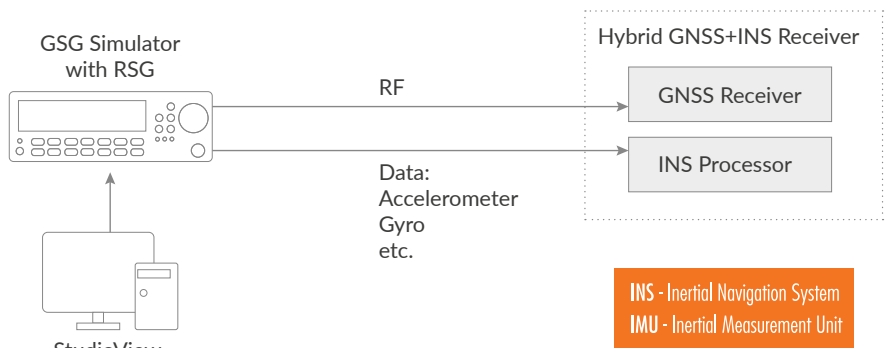 GSG Simulator
with RSG
RF
Data:
Accelerometer
Gyro
etc.
Hybrid GNSS+INS Receiver
GNSS Receiver
INS Processor
StudioView
INS - Inertial Navigation System
IMU - Inertial Measurement Unit